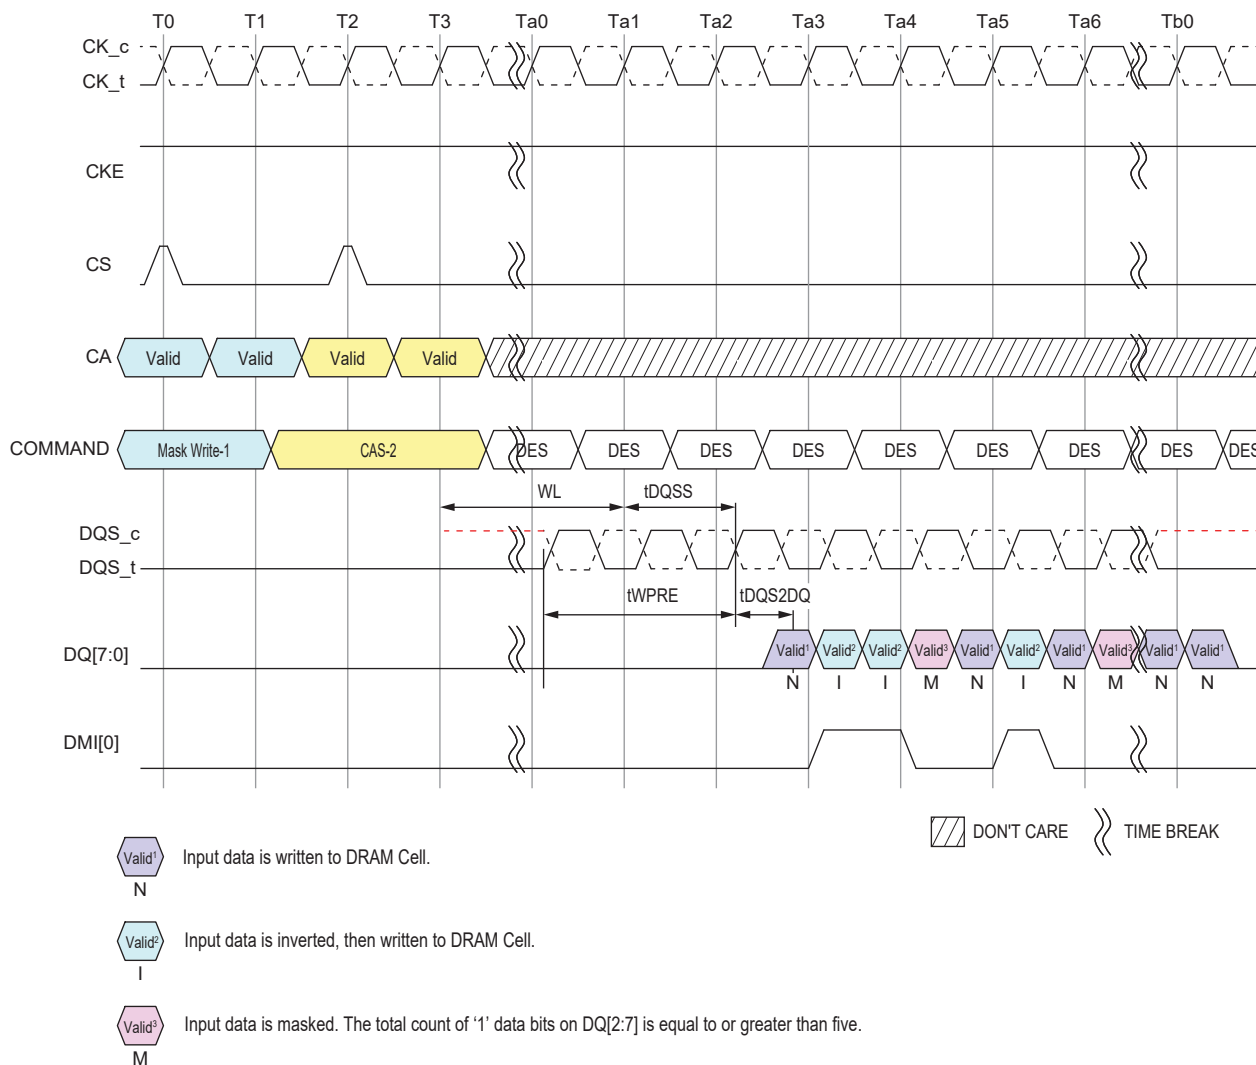 T0 T1 T2 T3 Ta0 Ta1 Ta2 Ta3 Ta4 Ta5 Ta6 Tb0
CK_c
CK_t
CKE
CS
CA Valid Valid Valid Valid
COMMAND Mask Write-1 CAS-2 DES DES DES DES DES DES DES DES DES
WL tDQSS
DQS_c
DQS_t
tWPRE tDQS2DQ
DQ[7:0] Valid¹ Valid² Valid² Valid³ Valid¹ Valid² Valid¹ Valid³ Valid¹ Valid¹
N I I M N I N M N N
DMI[0]
DON'T CARE TIME BREAK
Valid¹ Input data is written to DRAM Cell.
N
Valid² Input data is inverted, then written to DRAM Cell.
I
Valid³ Input data is masked. The total count of ‘1’ data bits on DQ[2:7] is equal to or greater than five.
M